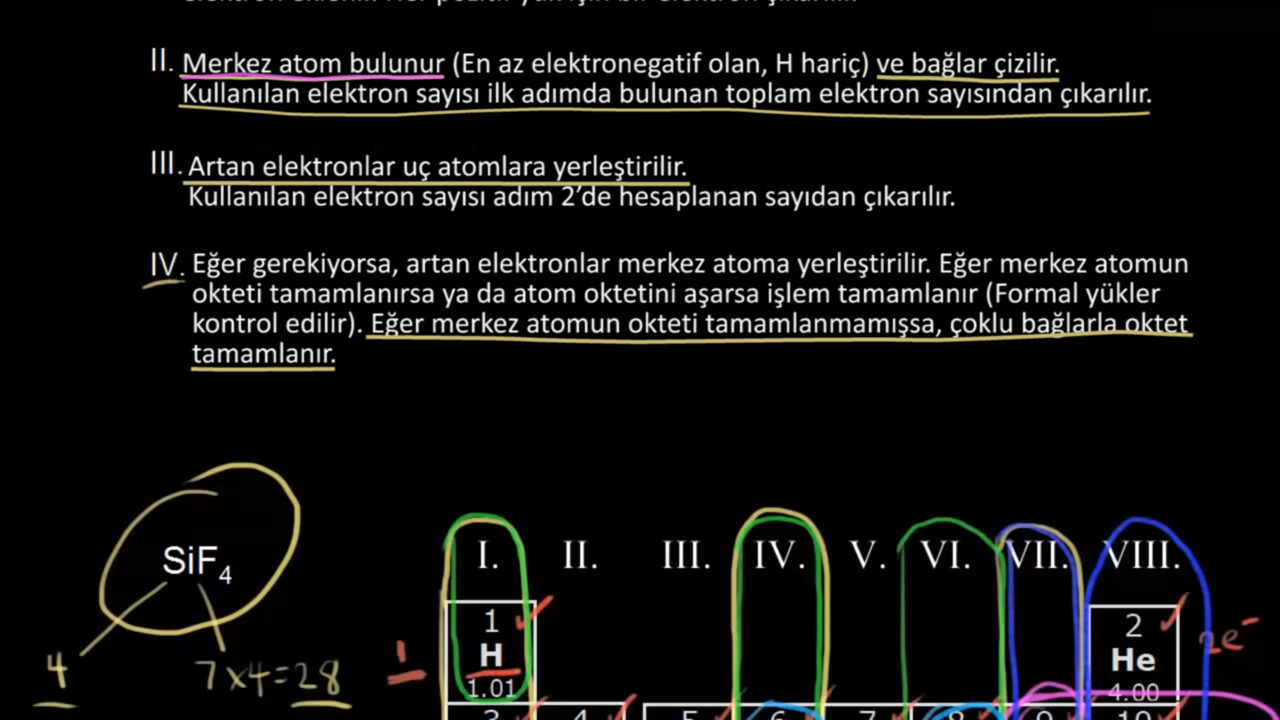 II. Merkez atom bulunur (En az elektronegatif olan, H hariç) ve bağlar çizilir.
Kullanılan elektron sayısı ilk adımda bulunan toplam elektron sayısından çıkarılır.
III. Artan elektronlar uç atomlara yerleştirilir.
Kullanılan elektron sayısı adım 2'de hesaplanan sayıdan çıkarılır.
IV. Eğer gerekiyorsa, artan elektronlar merkez atoma yerleştirilir. Eğer merkez atomun
okteti tamamlanırsa ya da atom oktetini aşarsa işlem tamamlanır (Formal yükler
kontrol edilir). Eğer merkez atomun okteti tamamlanmamışsa, çoklu bağlarla oktet
tamamlanır.
SiF4
I. II. III. IV. V. VI. VII. VIII.
1 2
H He 2e-
1.01 4.00
4 7x4=28 1